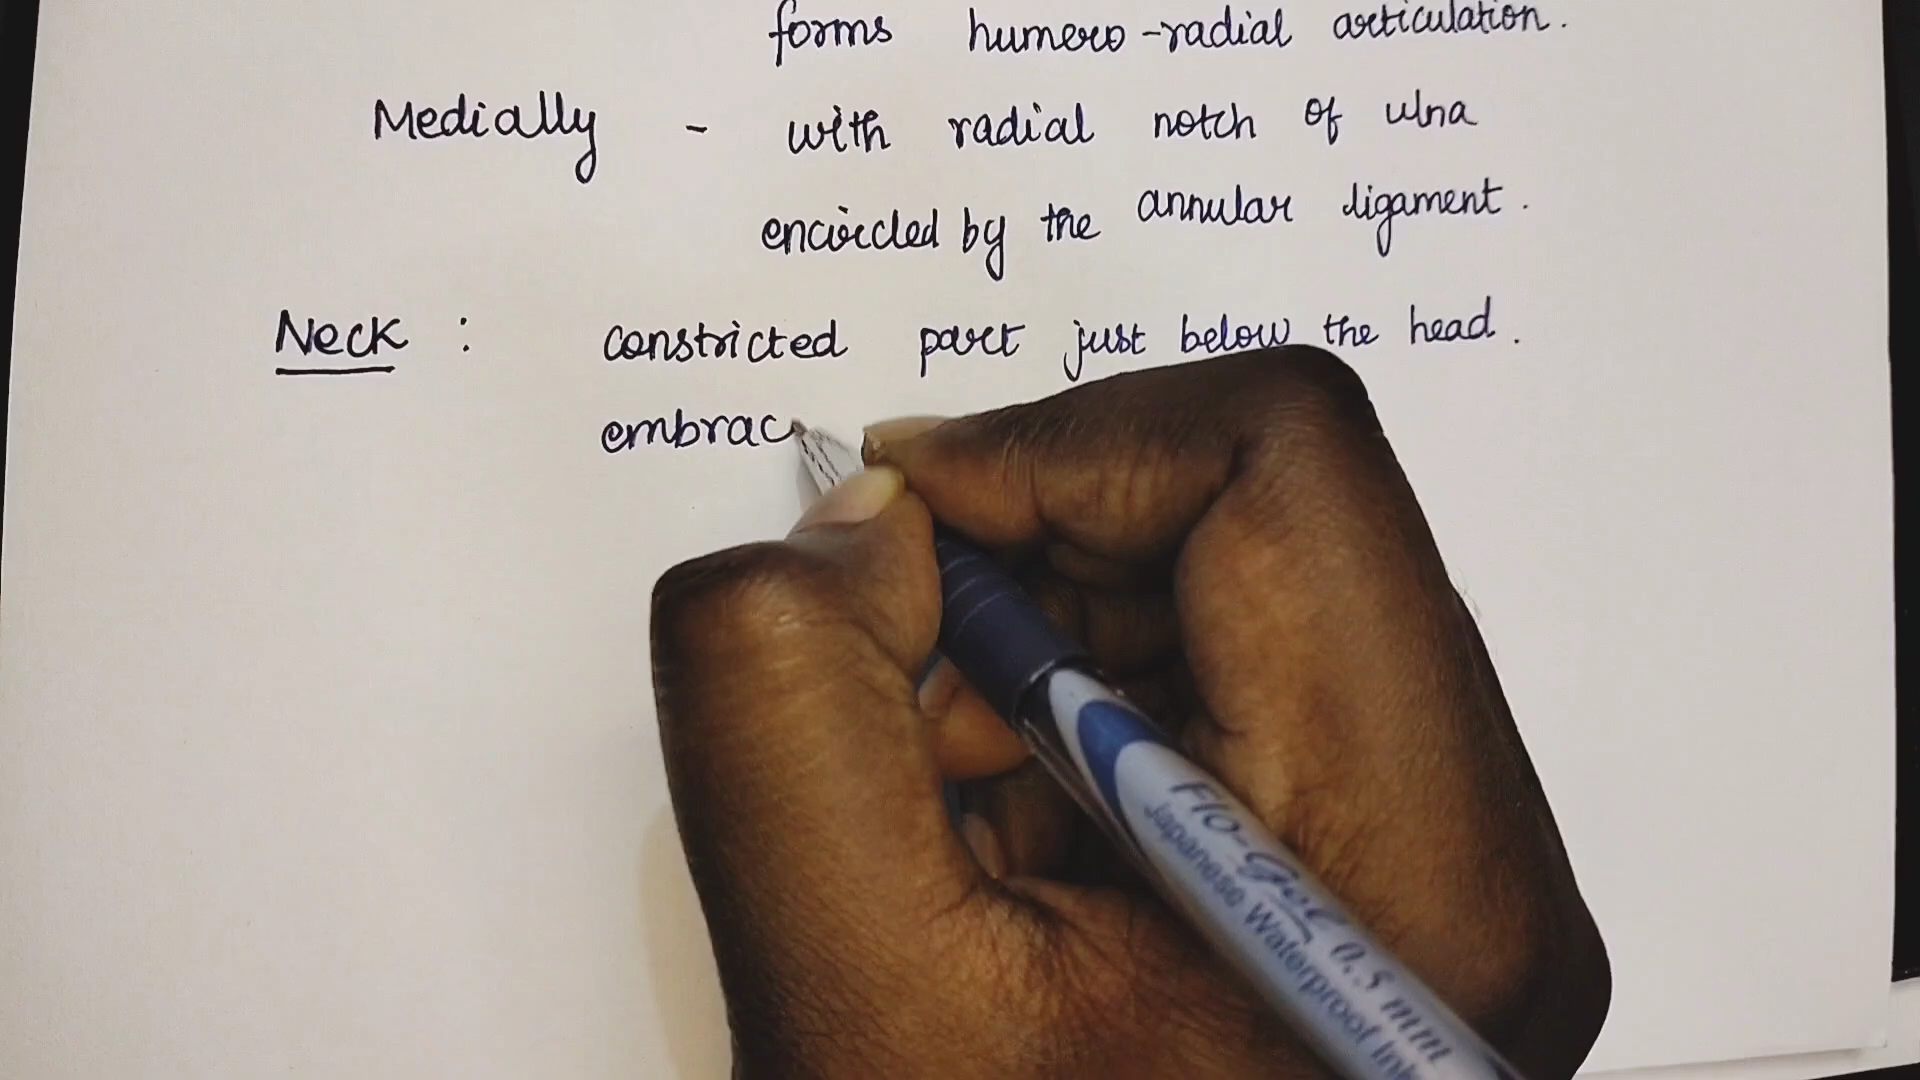 forms humero-radial articulation.
Medially - with radial notch of ulna
encircled by the annular ligament.
Neck : constricted part just below the head.
embrac
Flo-Gel 0.5 mm
Japanese Waterproof Ink